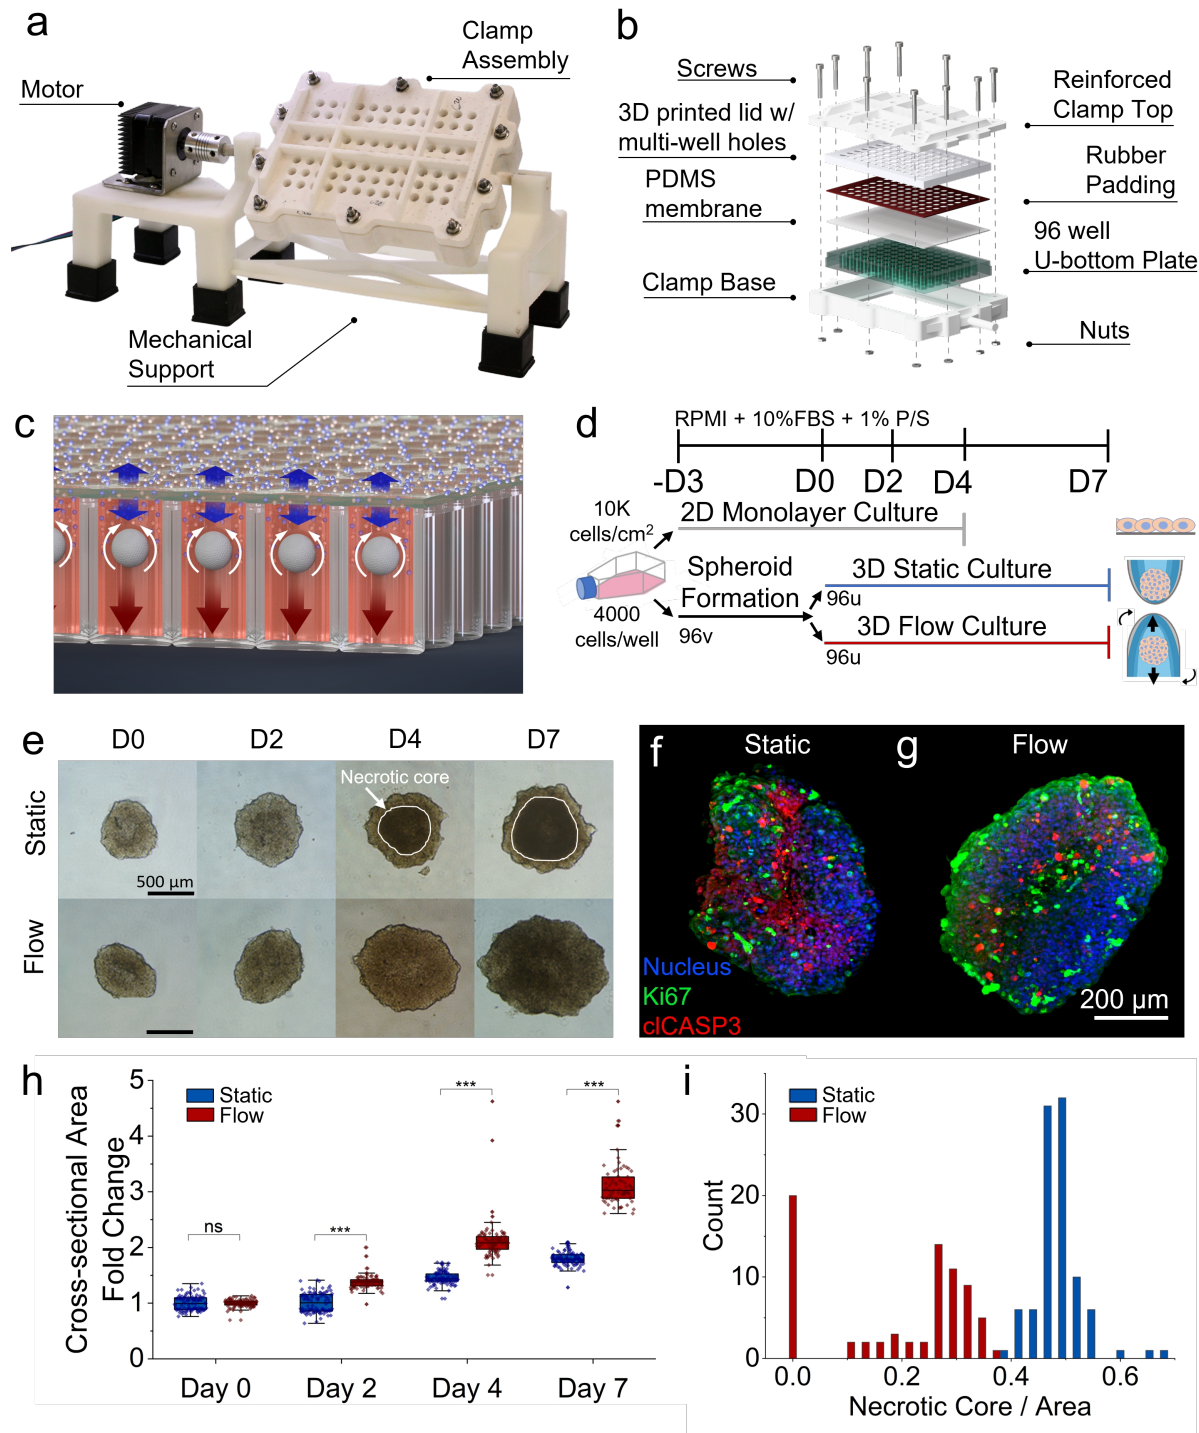 a
Clamp
Assembly
Motor
Mechanical
Support
b
Screws
3D printed lid w/
multi-well holes
PDMS
membrane
Clamp Base
Reinforced
Clamp Top
Rubber
Padding
96 well
U-bottom Plate
Nuts
c
d
RPMI + 10%FBS + 1% P/S
-D3
D0
D2
D4
D7
10K
cells/cm²
2D Monolayer Culture
Spheroid
Formation
4000
cells/well
96v
3D Static Culture
96u
3D Flow Culture
96u
e
D0
D2
D4
D7
Static
Necrotic core
500 µm
Flow
f
Static
Nucleus
Ki67
clCASP3
g
Flow
200 µm
h
Cross-sectional Area
Fold Change
5
4
3
2
1
0
Static
Flow
ns
***
***
***
Day 0
Day 2
Day 4
Day 7
i
Static
Flow
Count
30
20
10
0
0.0
0.2
0.4
0.6
Necrotic Core / Area